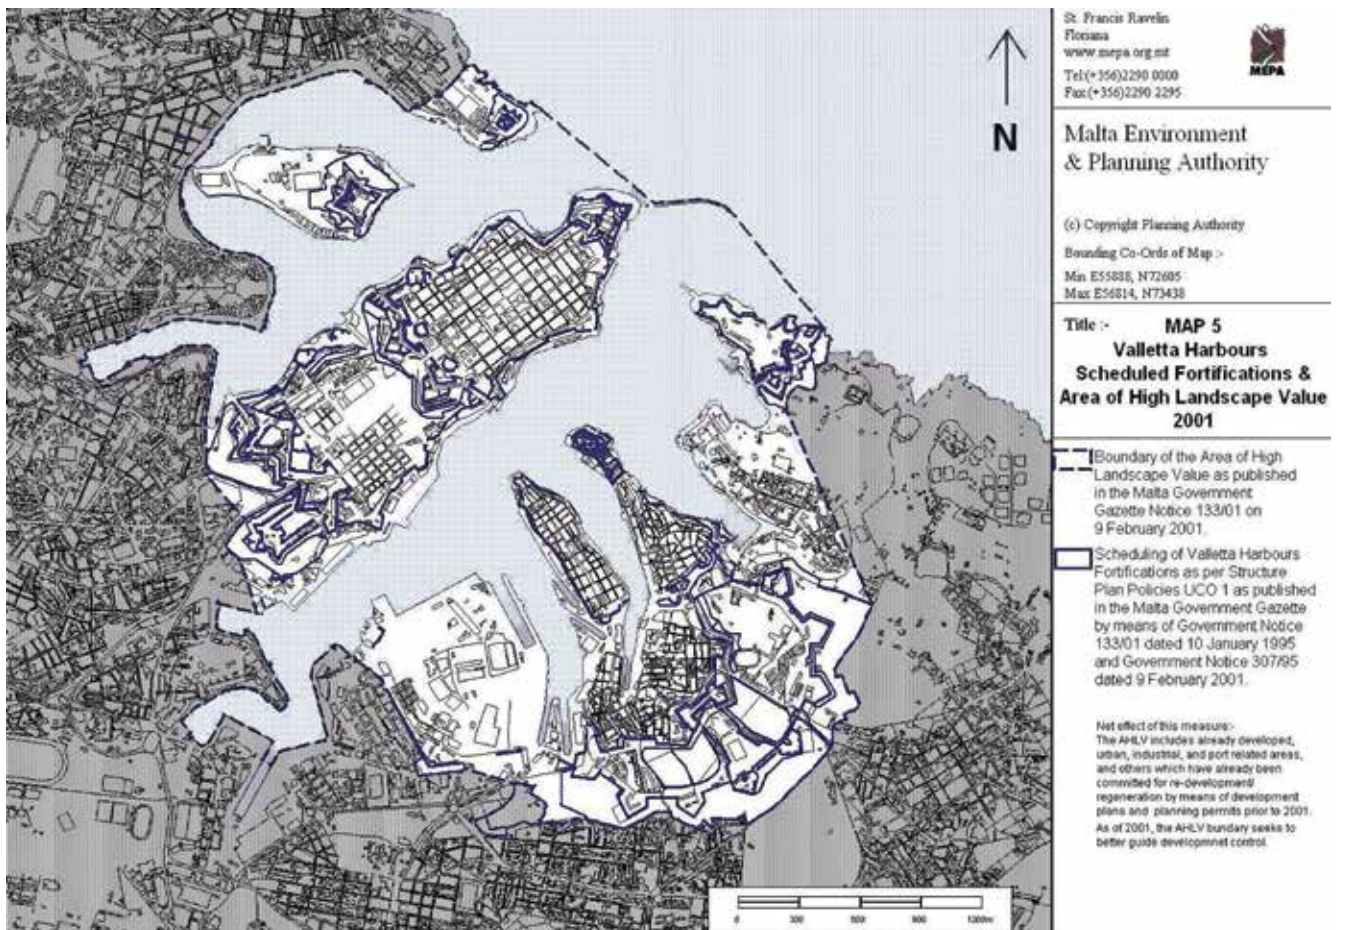 St. Francis Ravelin
Floriana
www.mepa.org.mt
Tel:(+356)2290 0000
Fax:(+356)2290 2295
MEPA
Malta Environment
& Planning Authority
(c) Copyright Planning Authority
Bounding Co-Ords of Map :-
Min E55888, N72605
Max E56814, N73438
Title :- MAP 5
Valletta Harbours
Scheduled Fortifications &
Area of High Landscape Value
2001
Boundary of the Area of High
Landscape Value as published
in the Malta Government
Gazette Notice 133/01 on
9 February 2001.
Scheduling of Valletta Harbours
Fortifications as per Structure
Plan Policies UCO 1 as published
in the Malta Government Gazette
by means of Government Notice
133/01 dated 10 January 1995
and Government Notice 307/95
dated 9 February 2001.
Net effect of this measure:-
The AHLV includes already developed,
urban, industrial, and port related areas,
and others which have already been
committed for re-development/
regeneration by means of development
plans and planning permits prior to 2001.
As of 2001, the AHLV bundary seeks to
better guide developmnet control.
N
0